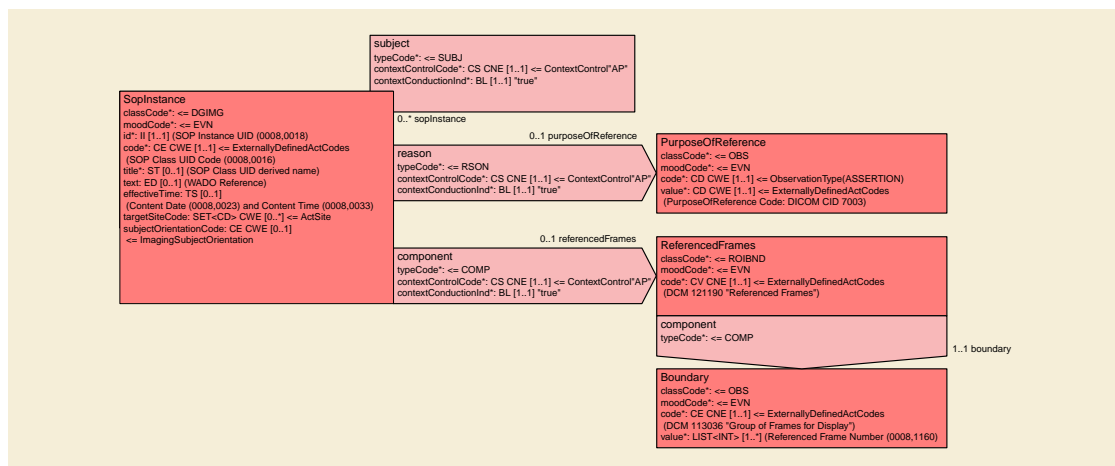 subject
typeCode*: <= SUBJ
contextControlCode*: CS CNE [1..1] <= ContextControl"AP"
contextConductionInd*: BL [1..1] "true"
0..* sopInstance
SopInstance
classCode*: <= DGIMG
moodCode*: <= EVN
id*: II [1..1] (SOP Instance UID (0008,0018)
code*: CE CWE [1..1] <= ExternallyDefinedActCodes
(SOP Class UID Code (0008,0016)
title*: ST [0..1] (SOP Class UID derived name)
text: ED [0..1] (WADO Reference)
effectiveTime: TS [0..1]
(Content Date (0008,0023) and Content Time (0008,0033)
targetSiteCode: SET<CD> CWE [0..*] <= ActSite
subjectOrientationCode: CE CWE [0..1]
<= ImagingSubjectOrientation
0..1 purposeOfReference
reason
typeCode*: <= RSON
contextControlCode*: CS CNE [1..1] <= ContextControl"AP"
contextConductionInd*: BL [1..1] "true"
PurposeOfReference
classCode*: <= OBS
moodCode*: <= EVN
code*: CD CWE [1..1] <= ObservationType(ASSERTION)
value*: CD CWE [1..1] <= ExternallyDefinedActCodes
(PurposeOfReference Code: DICOM CID 7003)
0..1 referencedFrames
component
typeCode*: <= COMP
contextControlCode*: CS CNE [1..1] <= ContextControl"AP"
contextConductionInd*: BL [1..1] "true"
ReferencedFrames
classCode*: <= ROIBND
moodCode*: <= EVN
code*: CV CNE [1..1] <= ExternallyDefinedActCodes
(DCM 121190 "Referenced Frames")
component
typeCode*: <= COMP
1..1 boundary
Boundary
classCode*: <= OBS
moodCode*: <= EVN
code*: CE CNE [1..1] <= ExternallyDefinedActCodes
(DCM 113036 "Group of Frames for Display")
value*: LIST<INT> [1..*] (Referenced Frame Number (0008,1160)